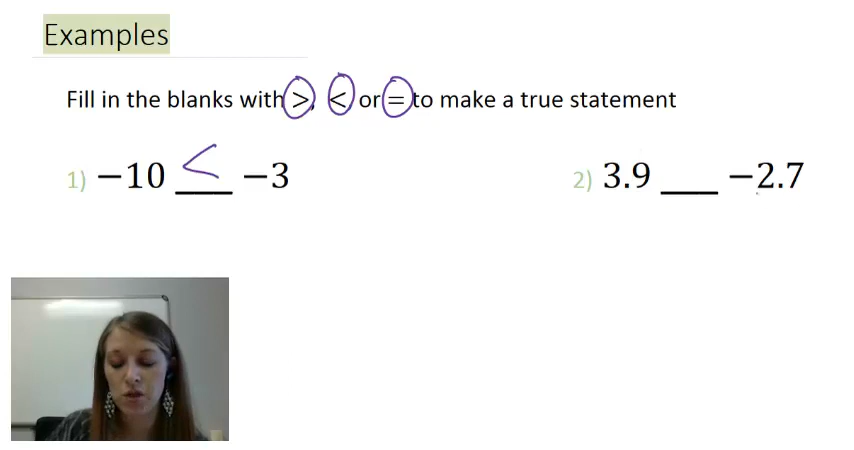 Examples
Fill in the blanks with >, < or = to make a true statement
1) −10 < −3
2) 3.9 ___ −2.7